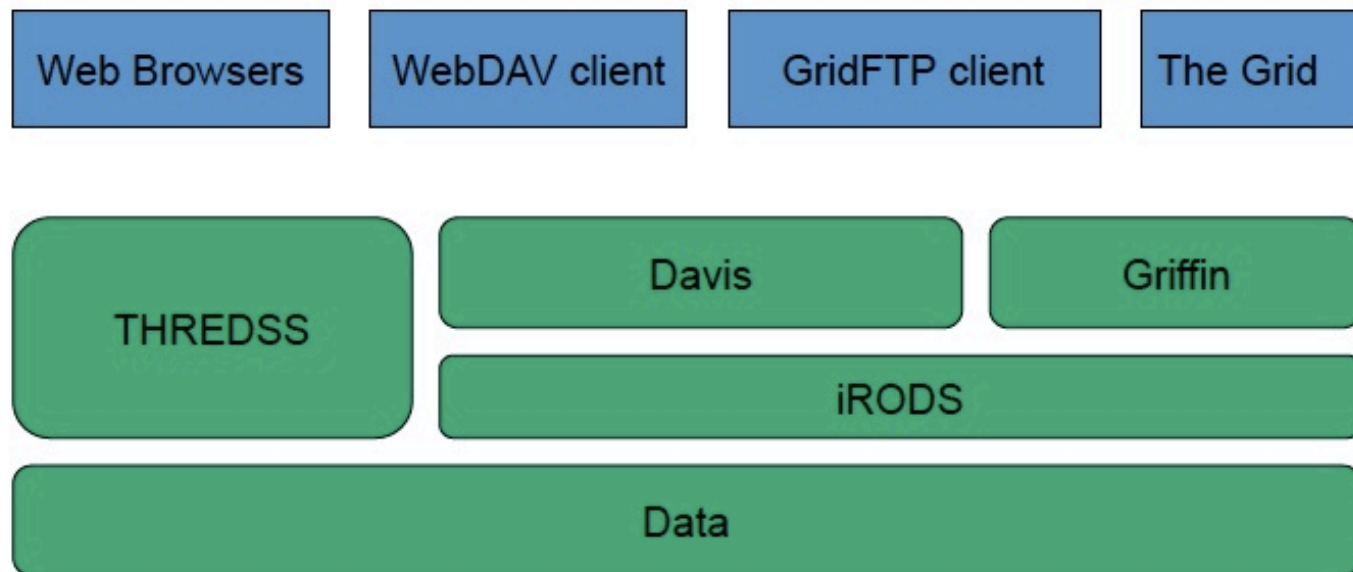 Web Browsers
WebDAV client
GridFTP client
The Grid
Davis
Griffin
THREDSS
iRODS
Data